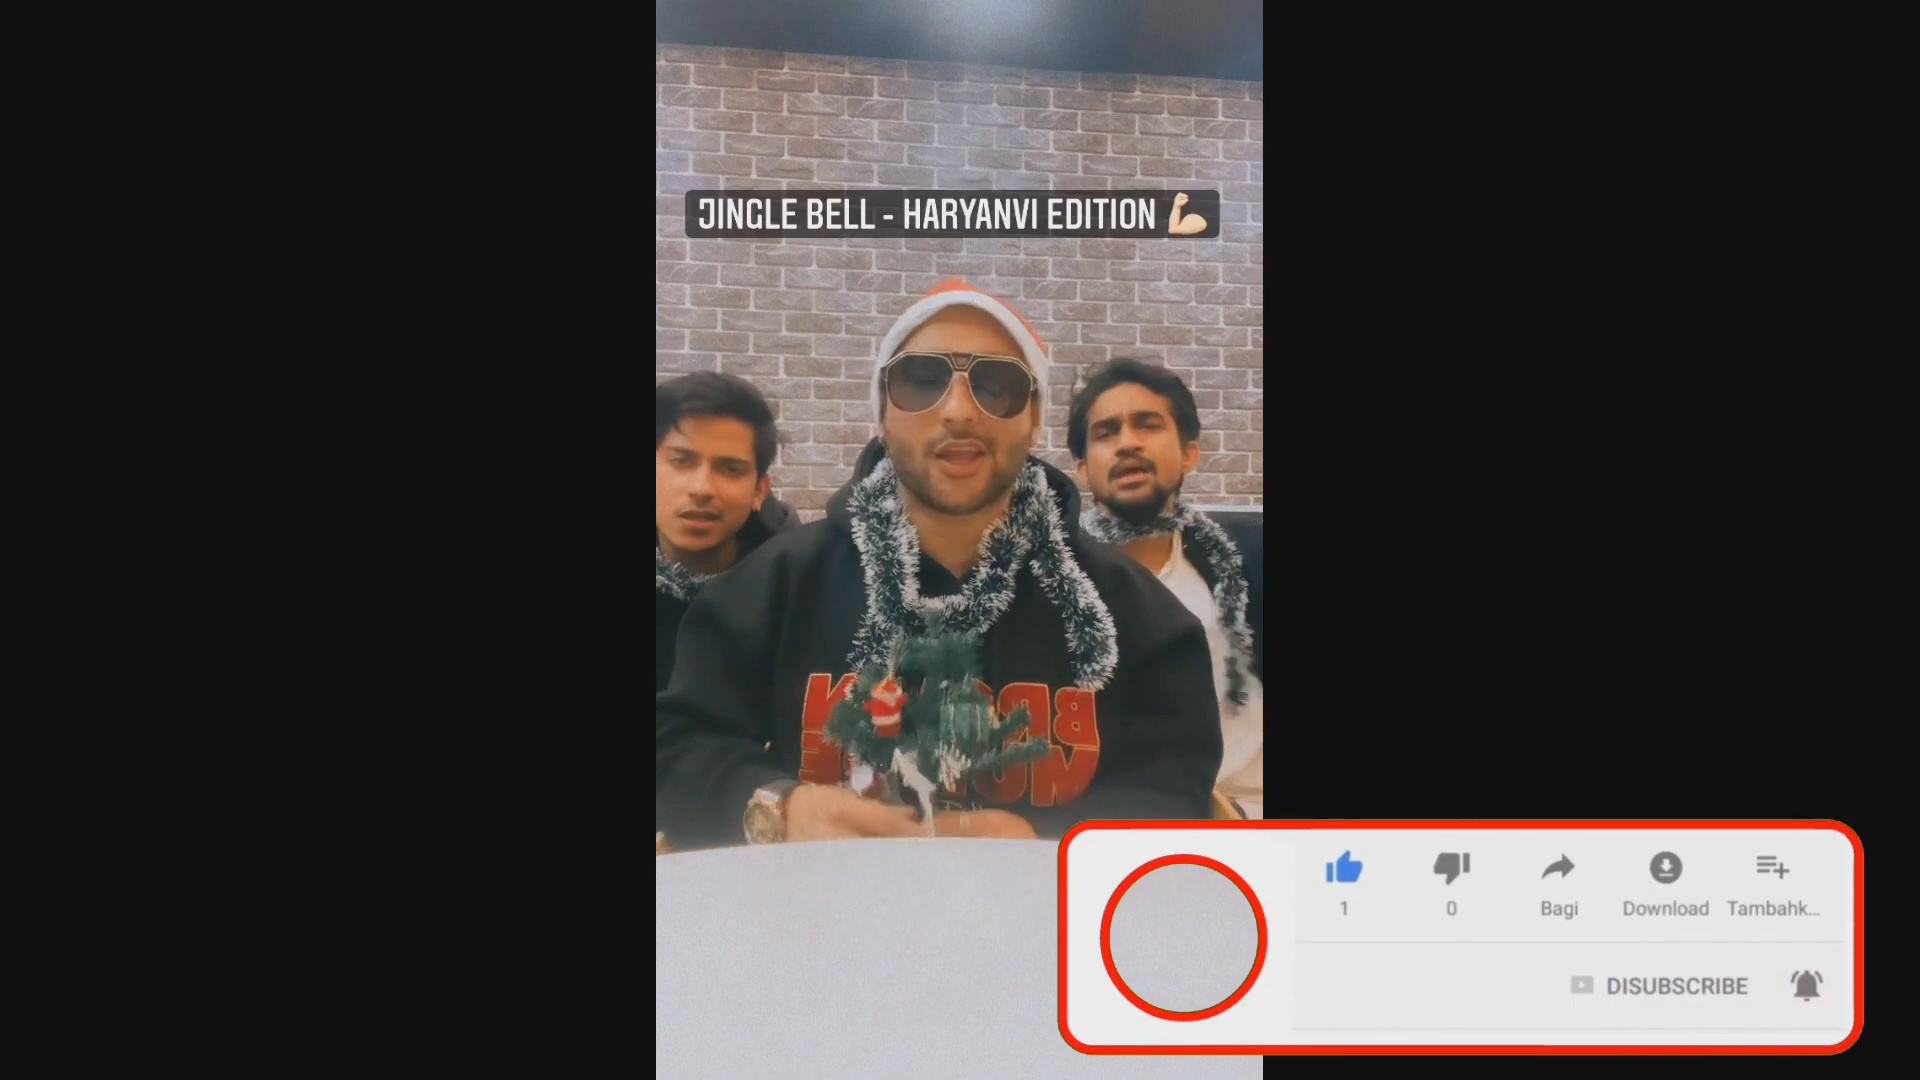 JINGLE BELL - HARYANVI EDITION 💪🏻
1
0
Bagi
Download
Tambahk...
DISUBSCRIBE